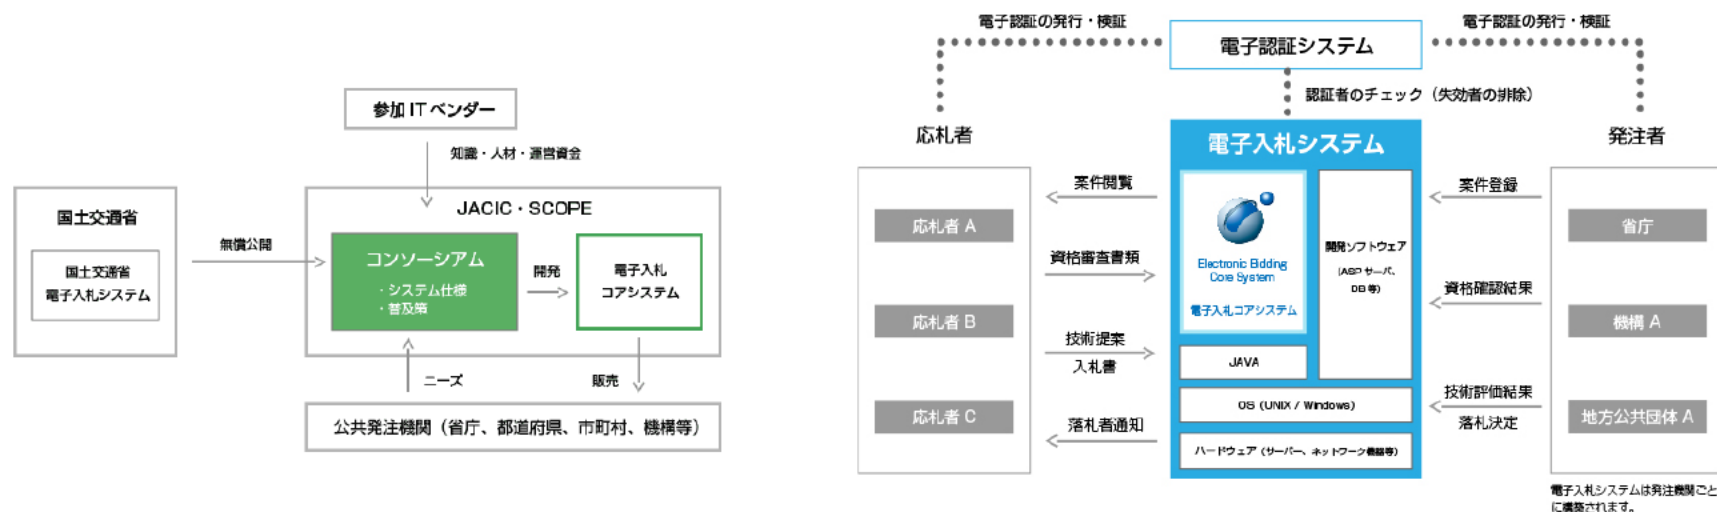 参加 IT ベンダー
知識・人材・運営資金
国土交通省
国土交通省
電子入札システム
無償公開
JACIC・SCOPE
コンソーシアム
・システム仕様
・普及策
開発
電子入札
コアシステム
ニーズ
販売
公共発注機関（省庁、都道府県、市町村、機構等）
電子認証の発行・検証
電子認証システム
電子認証の発行・検証
認証者のチェック（失効者の排除）
応札者
応札者 A
応札者 B
応札者 C
案件閲覧
資格審査書類
技術提案
入札書
落札者通知
電子入札システム
Electronic Bidding
Core System
電子入札コアシステム
開発ソフトウェア
(ASP サーバ、
DB 等)
JAVA
OS (UNIX / Windows)
ハードウェア（サーバー、ネットワーク機器等）
案件登録
資格確認結果
技術評価結果
落札決定
発注者
省庁
機構 A
地方公共団体 A
電子入札システムは発注機関ごと
に構築されます。